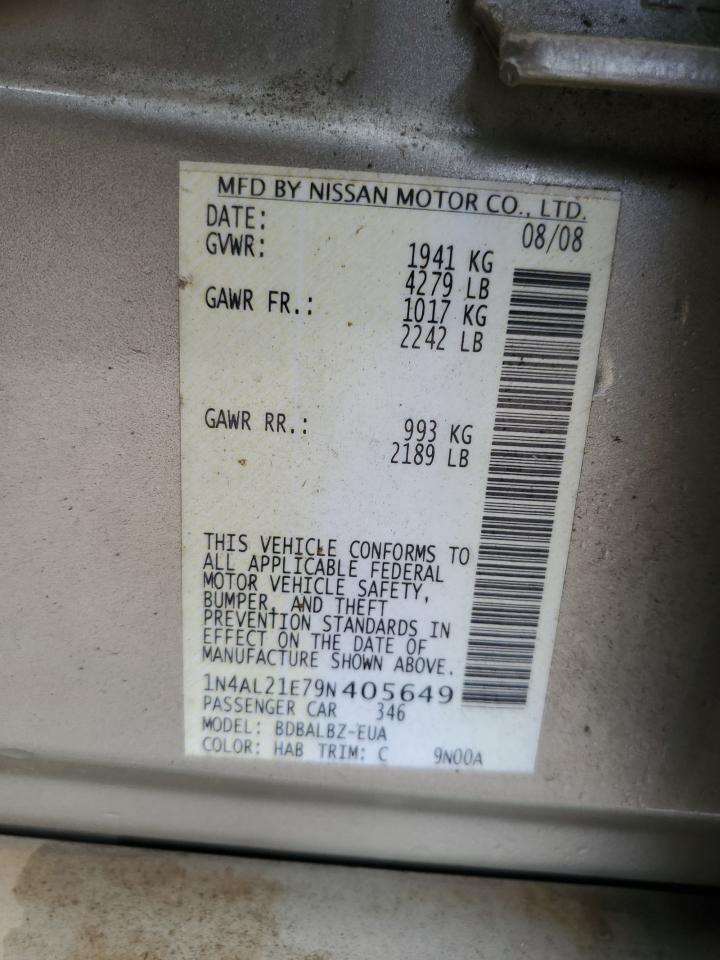 MFD BY NISSAN MOTOR CO., LTD.
DATE: 08/08
GVWR: 1941 KG
4279 LB
GAWR FR.: 1017 KG
2242 LB
GAWR RR.: 993 KG
2189 LB
THIS VEHICLE CONFORMS TO
ALL APPLICABLE FEDERAL
MOTOR VEHICLE SAFETY,
BUMPER, AND THEFT
PREVENTION STANDARDS IN
EFFECT ON THE DATE OF
MANUFACTURE SHOWN ABOVE.
1N4AL21E79N405649
PASSENGER CAR 346
MODEL: BDBALBZ-EUA
COLOR: HAB TRIM: C 9N00A